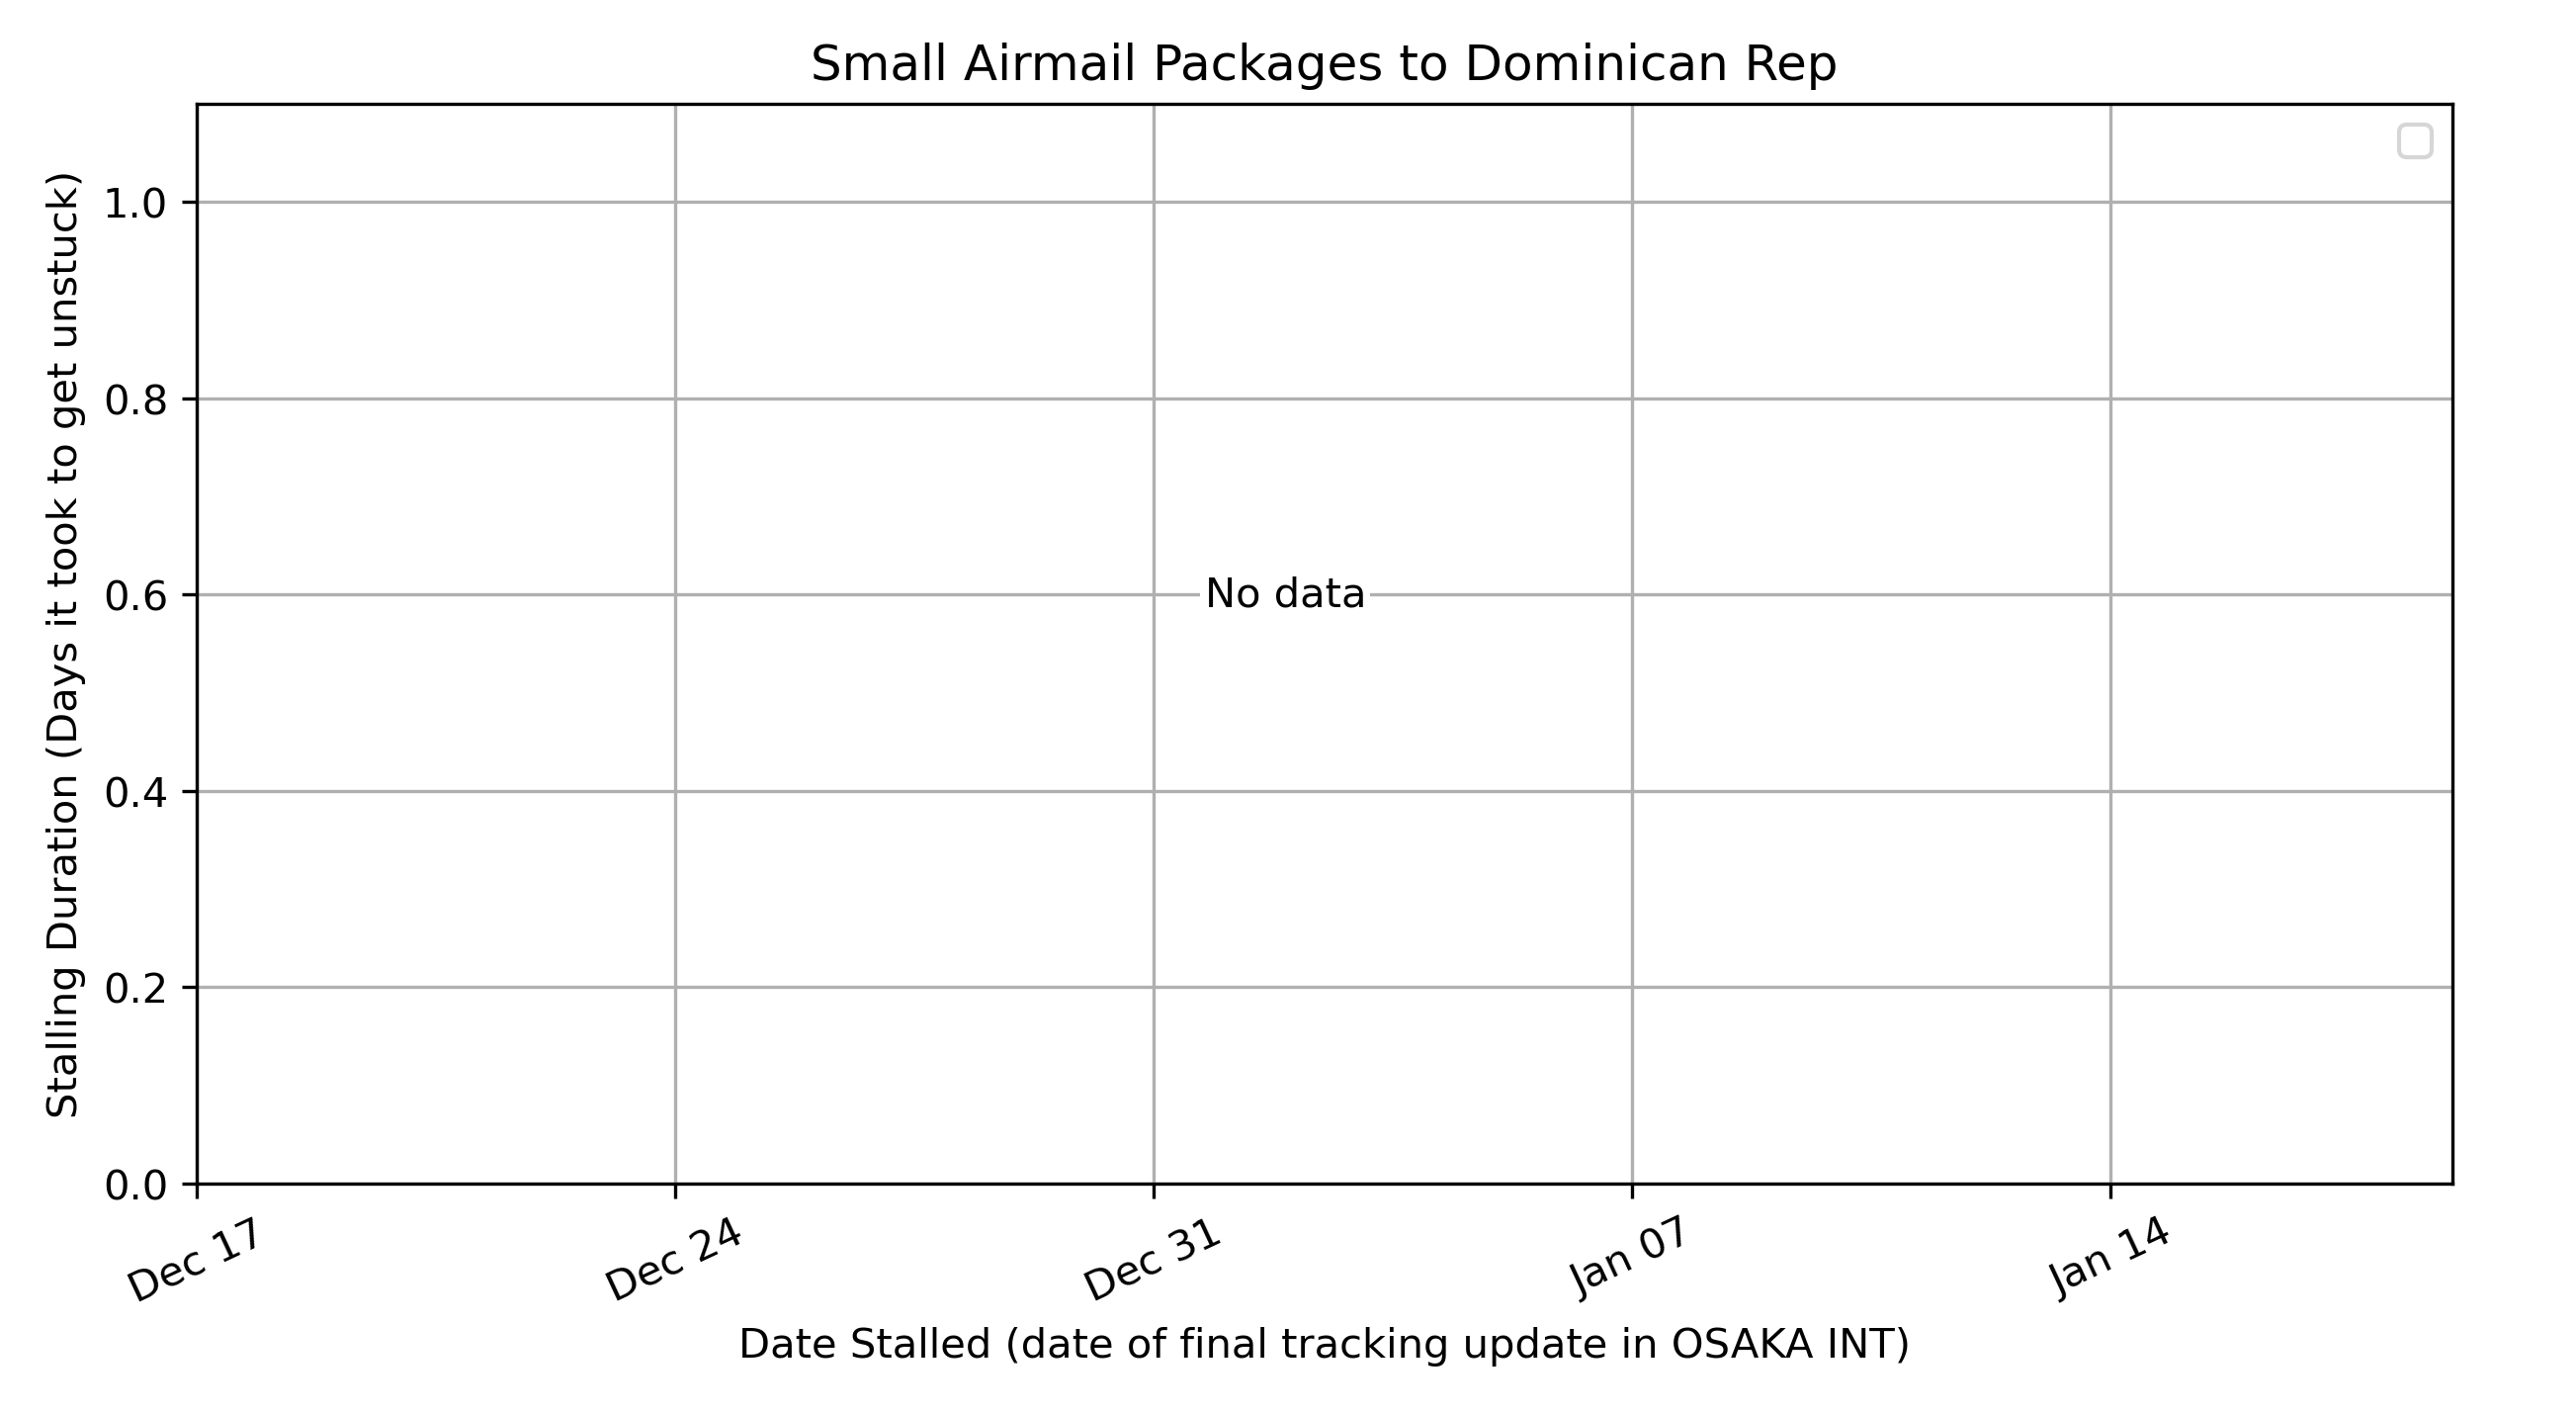 Small Airmail Packages to Dominican Rep
Stalling Duration (Days it took to get unstuck)
1.0
0.8
0.6
0.4
0.2
0.0
No data
Dec 17
Dec 24
Dec 31
Jan 07
Jan 14
Date Stalled (date of final tracking update in OSAKA INT)